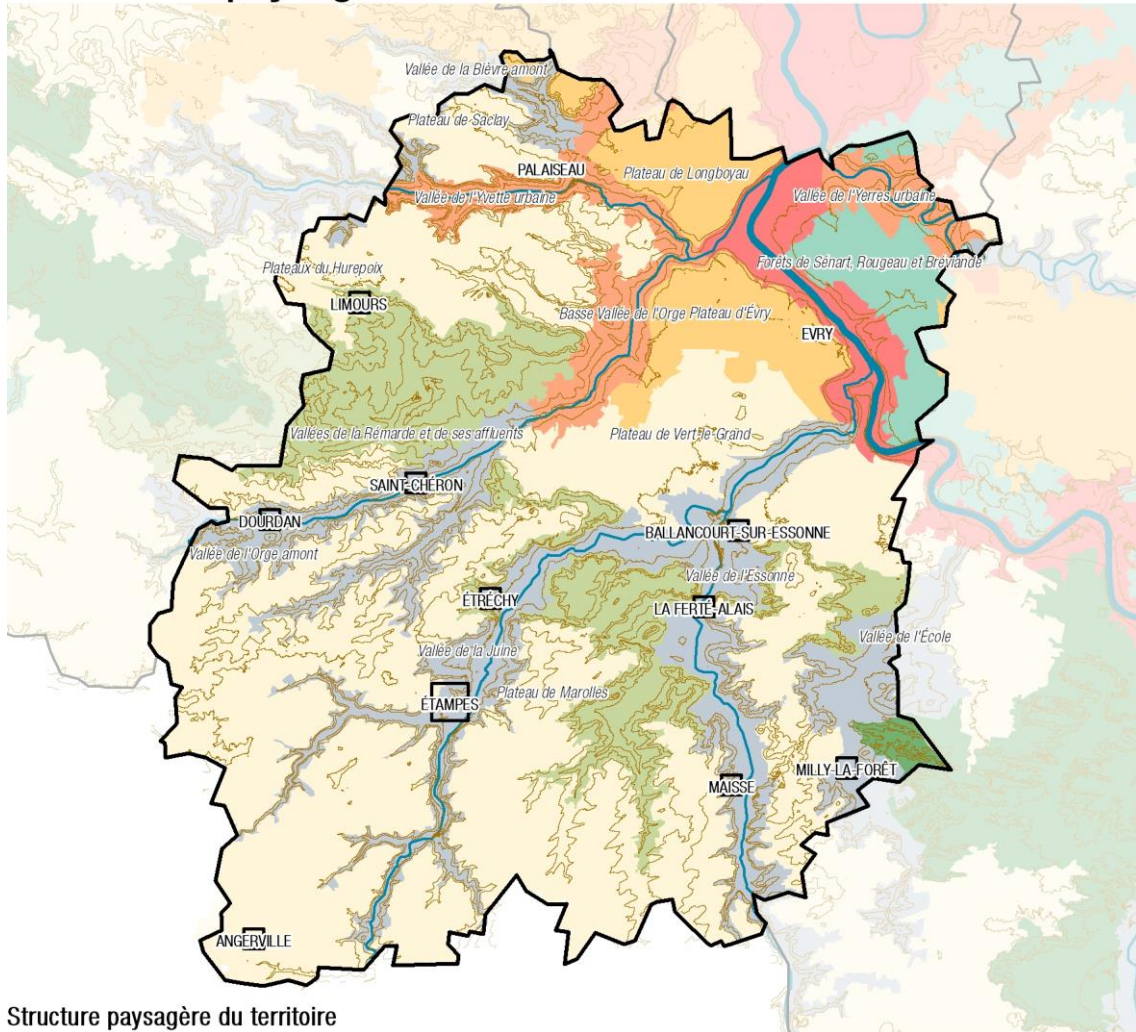 Vallée de la Bièvre amont
Plateau de Saclay
PALAISEAU
Plateau de Longboyau
Vallée de l'Yvette urbaine
Vallée de l'Yerres urbaine
Plateaux du Hurepoix
Forêts de Sénart, Rougeau et Bréviande
LIMOURS
Basse Vallée de l'Orge
Plateau d'Évry
EVRY
Vallées de la Rémarde et de ses affluents
Plateau de Vert-le-Grand
SAINT-CHÉRON
DOURDAN
BALLANCOURT-SUR-ESSONNE
Vallée de l'Orge amont
Vallée de l'Essonne
ÉTRÉCHY
LA FERTÉ-ALAIS
Vallée de l'École
Vallée de la Juine
Plateau de Marolles
ÉTAMPES
MILLY-LA-FORÊT
MAISSE
ANGERVILLE
Structure paysagère du territoire